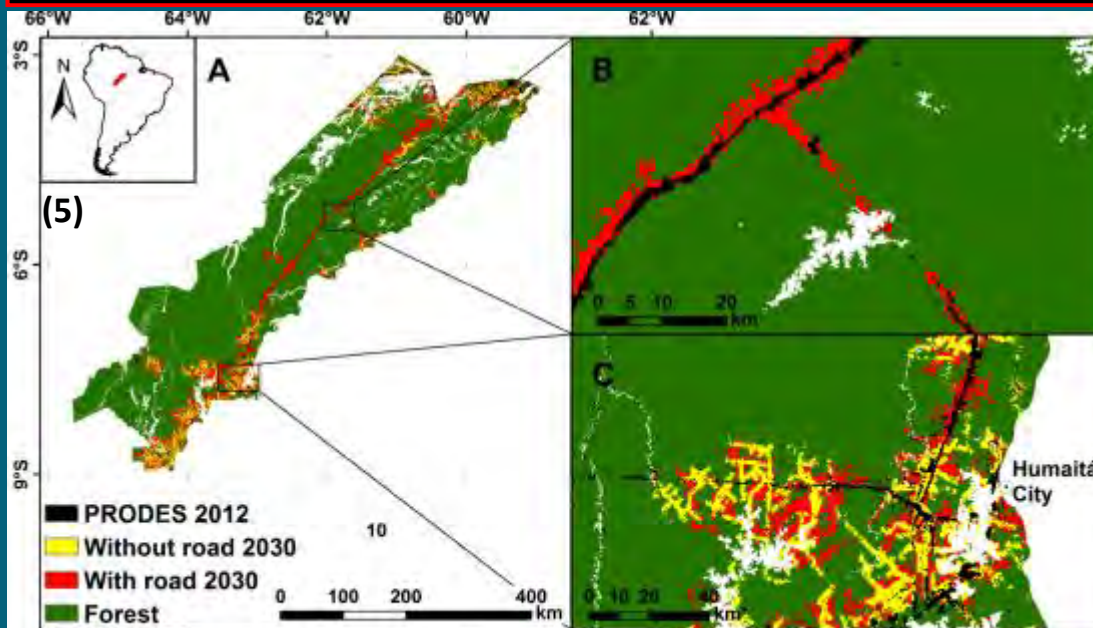 66°W 64°W 62°W 60°W 62°W
3°S
N
A
B
(5)
6°S
0 5 10 20
km
C
9°S
Humaitá
City
PRODES 2012
Without road 2030
With road 2030
Forest
10
0 100 200 400
km
0 10 20 40
km